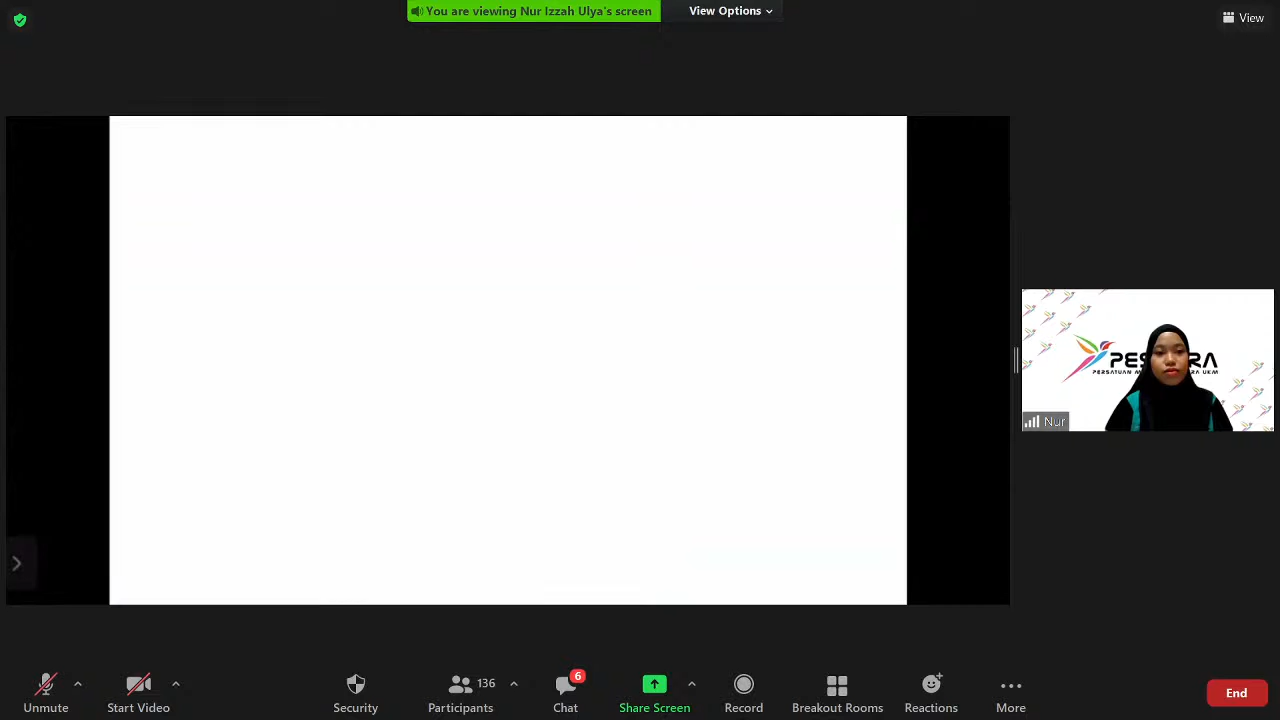 You are viewing Nur Izzah Ulya's screen
View Options
View
Nur
Unmute
Start Video
Security
136
Participants
6
Chat
Share Screen
Record
Breakout Rooms
Reactions
More
End